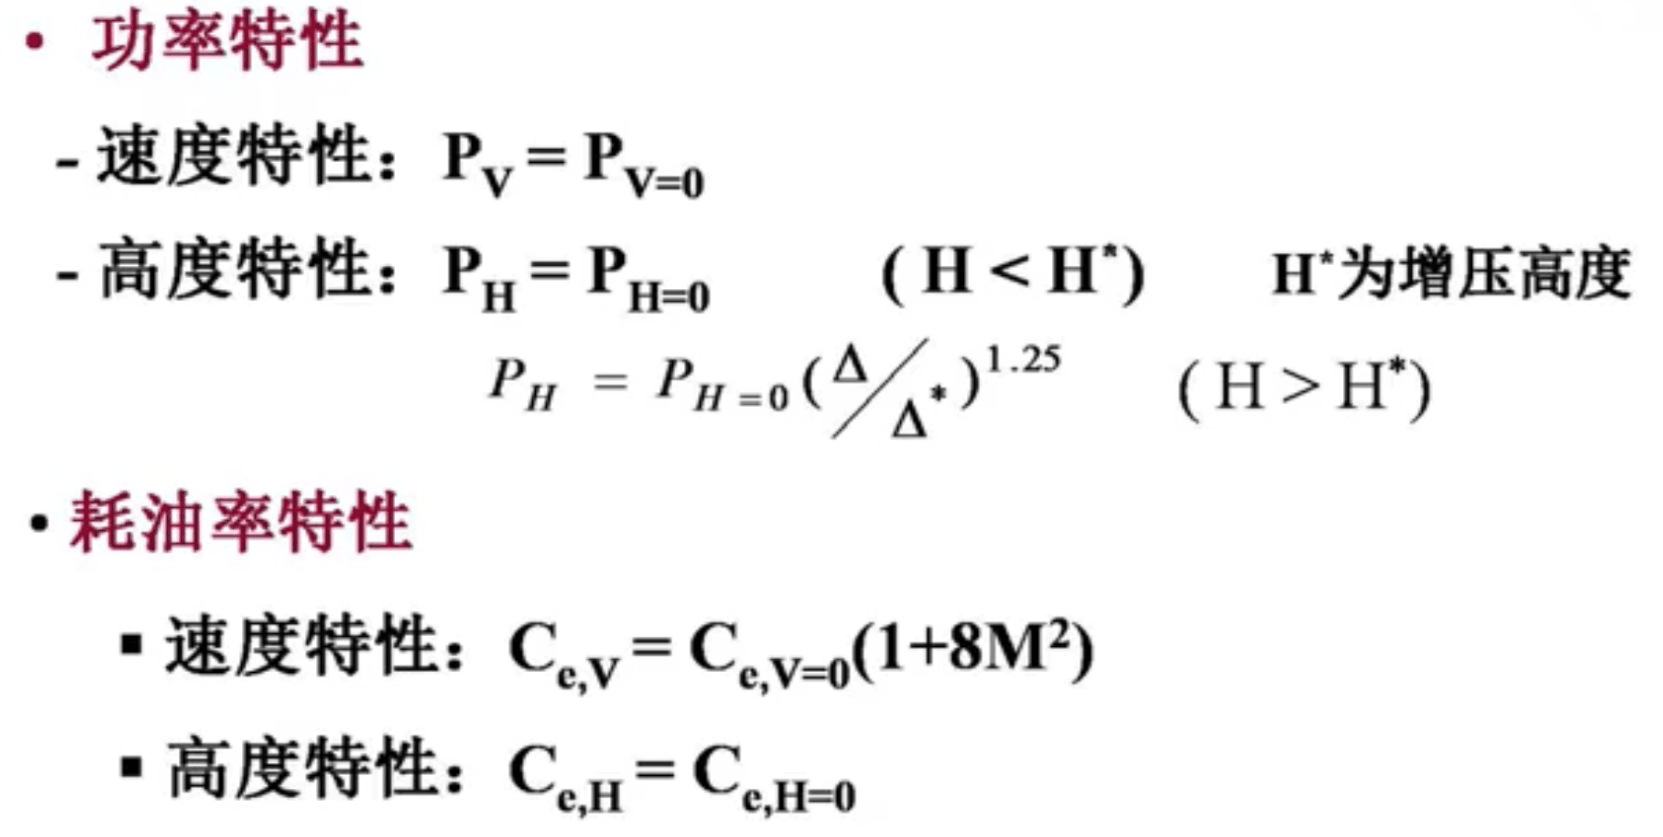 • 功率特性
- 速度特性：P_V = P_{V=0}
- 高度特性：P_H = P_{H=0} ( H < H^*) H^*为增压高度
P_H = P_{H=0} (Δ/Δ^*)^{1.25} ( H > H^*)
• 耗油率特性
▪ 速度特性：C_{e,V} = C_{e,V=0}(1+8M²)
▪ 高度特性：C_{e,H} = C_{e,H=0}